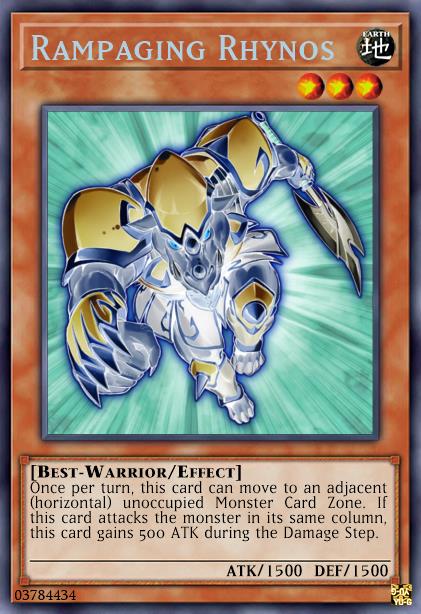 Rampaging Rhynos
EARTH
地
[Best-Warrior/Effect]
Once per turn, this card can move to an adjacent
(horizontal) unoccupied Monster Card Zone. If
this card attacks the monster in its same column,
this card gains 500 ATK during the Damage Step.
ATK/1500 DEF/1500
03784434